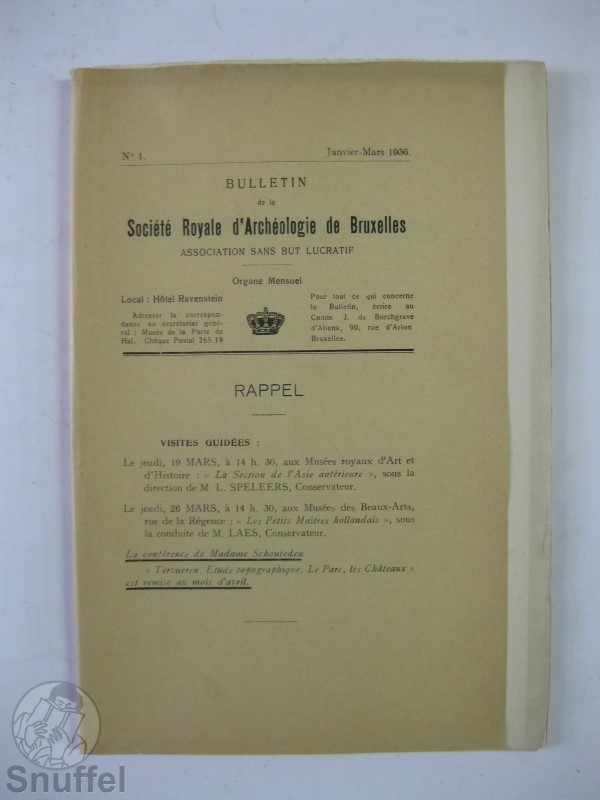 N° 1.
Janvier-Mars 1936.
BULLETIN
de la
Société Royale d'Archéologie de Bruxelles
ASSOCIATION SANS BUT LUCRATIF
Organe Mensuel
Local : Hôtel Ravenstein
Adresser la correspon-
dance au secrétariat géné-
ral : Musée de la Porte de
Hal. Chèque Postal 265.19
Pour tout ce qui concerne
le Bulletin, écrire au
Comte J. de Borchgrave
d'Altena, 90, rue d'Arlon
Bruxelles.
RAPPEL
VISITES GUIDÉES :
Le jeudi, 19 MARS, à 14 h. 30, aux Musées royaux d'Art et
d'Histoire : « La Section de l'Asie antérieure », sous la
direction de M. L. SPELEERS, Conservateur.
Le jeudi, 26 MARS, à 14 h. 30, aux Musées des Beaux-Arts,
rue de la Régence : « Les Petits Maîtres hollandais », sous
la conduite de M. LAES, Conservateur.
La conférence de Madame Schouteden
« Tervueren, Etude topographique, Le Parc, les Châteaux »
est remise au mois d'avril.
Snuffel